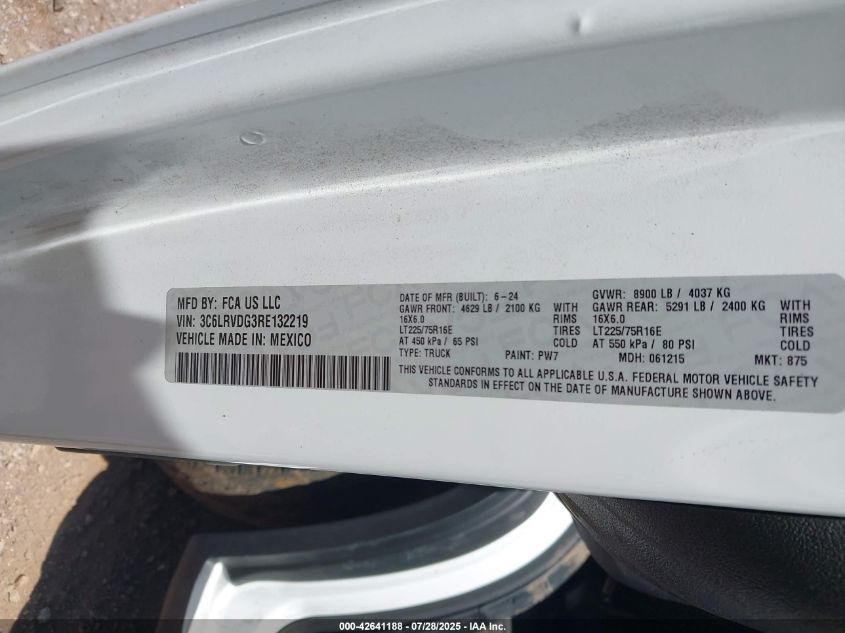 MFD BY: FCA US LLC
VIN: 3C6LRVDG3RE132219
VEHICLE MADE IN: MEXICO
DATE OF MFR (BUILT): 6-24
GVWR: 8900 LB / 4037 KG
GAWR FRONT: 4629 LB / 2100 KG WITH
GAWR REAR: 5291 LB / 2400 KG WITH
16X6.0 RIMS
16X6.0 RIMS
LT225/75R16E TIRES
LT225/75R16E TIRES
AT 450 kPa / 65 PSI COLD
AT 550 kPa / 80 PSI COLD
TYPE: TRUCK PAINT: PW7 MDH: 061215 MKT: 875
THIS VEHICLE CONFORMS TO ALL APPLICABLE U.S.A. FEDERAL MOTOR VEHICLE SAFETY
STANDARDS IN EFFECT ON THE DATE OF MANUFACTURE SHOWN ABOVE.
000-42641188 - 07/28/2025 - IAA Inc.